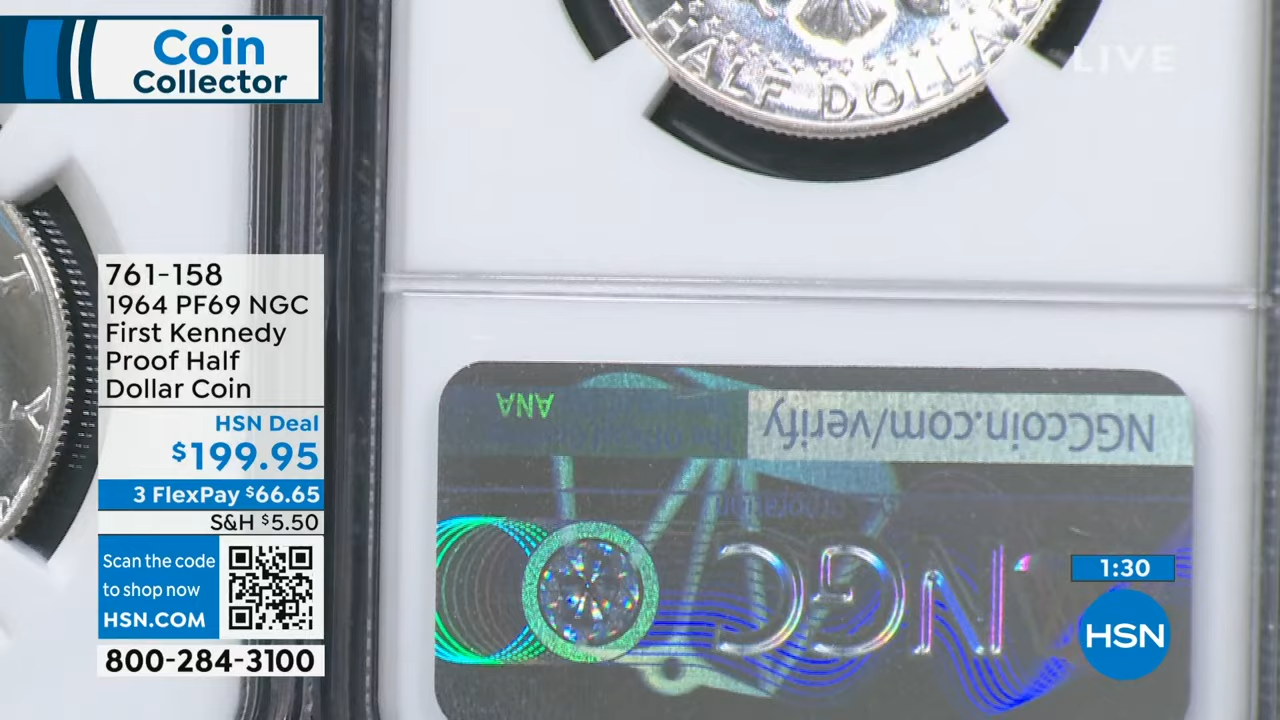 Coin
Collector
HALF DOLLAR
LIVE
761-158
1964 PF69 NGC
First Kennedy
Proof Half
Dollar Coin
HSN Deal
$199.95
3 FlexPay $66.65
S&H $5.50
Scan the code
to shop now
HSN.COM
800-284-3100
ANA
NGCcoin.com/verify
NGC
1:30
HSN